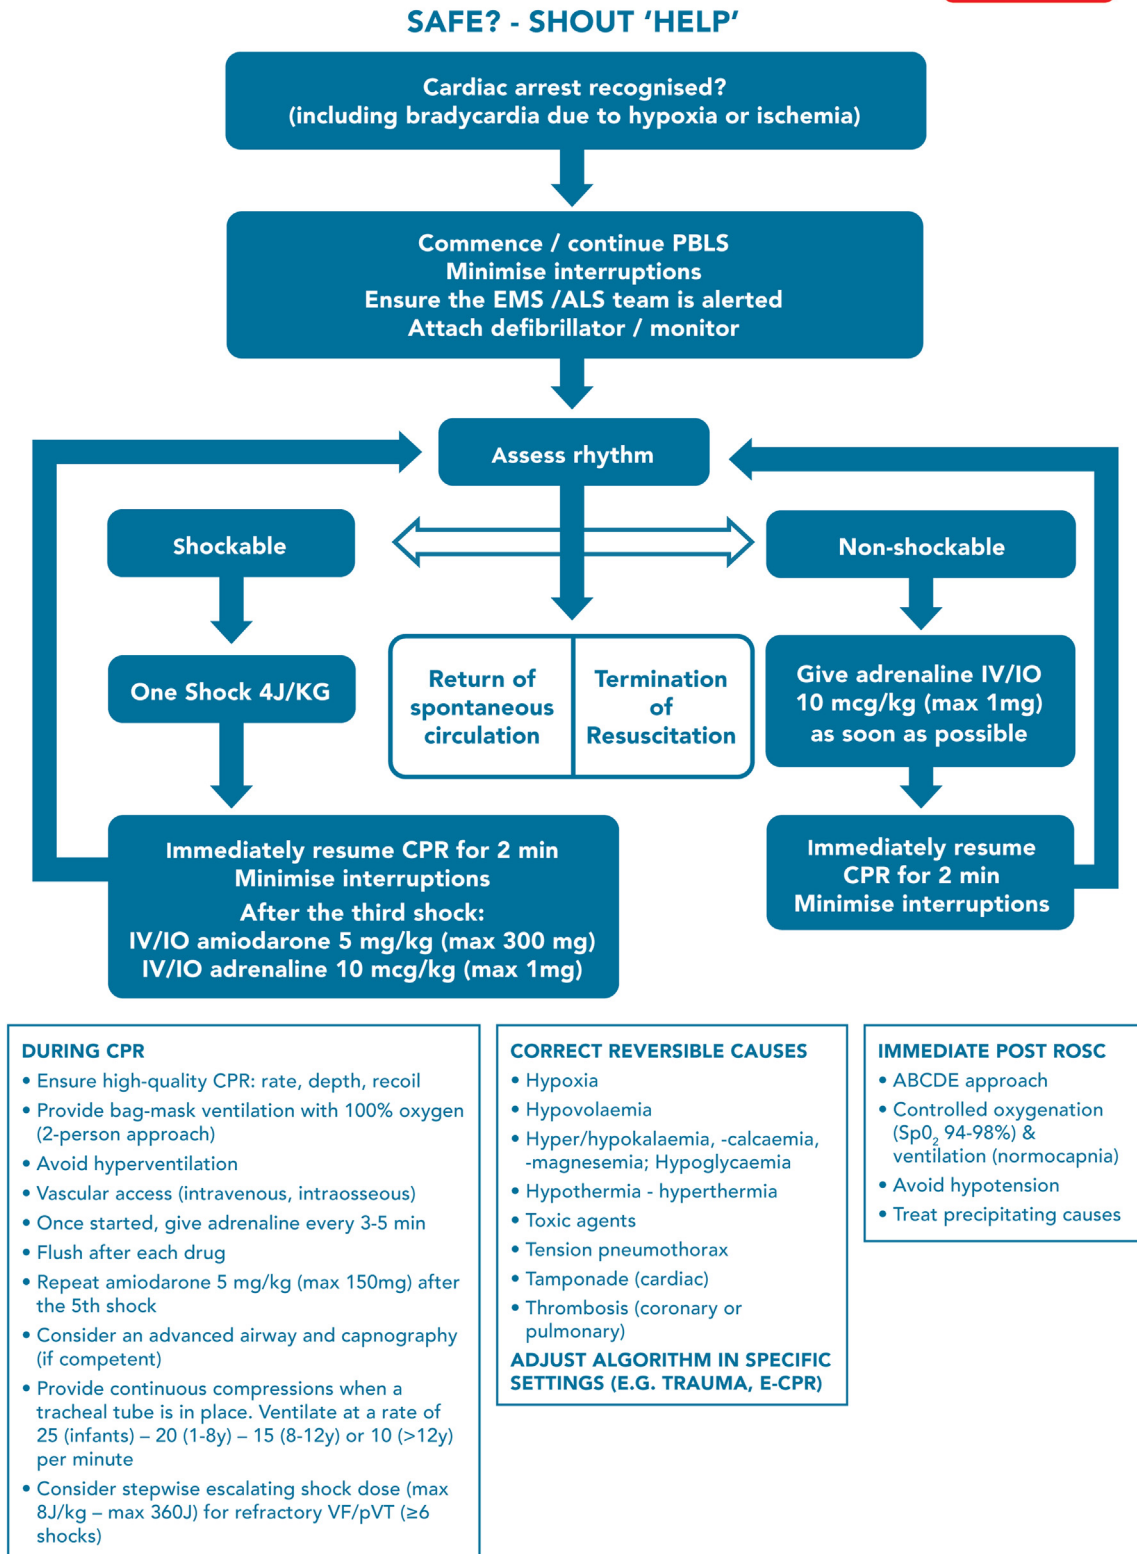 SAFE? - SHOUT ‘HELP’
Cardiac arrest recognised?
(including bradycardia due to hypoxia or ischemia)
Commence / continue PBLS
Minimise interruptions
Ensure the EMS /ALS team is alerted
Attach defibrillator / monitor
Assess rhythm
Shockable
Non-shockable
One Shock 4J/KG
Return of
spontaneous
circulation
Termination
of
Resuscitation
Give adrenaline IV/IO
10 mcg/kg (max 1mg)
as soon as possible
Immediately resume CPR for 2 min
Minimise interruptions
After the third shock:
IV/IO amiodarone 5 mg/kg (max 300 mg)
IV/IO adrenaline 10 mcg/kg (max 1mg)
Immediately resume
CPR for 2 min
Minimise interruptions
DURING CPR
• Ensure high-quality CPR: rate, depth, recoil
• Provide bag-mask ventilation with 100% oxygen
(2-person approach)
• Avoid hyperventilation
• Vascular access (intravenous, intraosseous)
• Once started, give adrenaline every 3-5 min
• Flush after each drug
• Repeat amiodarone 5 mg/kg (max 150mg) after
the 5th shock
• Consider an advanced airway and capnography
(if competent)
• Provide continuous compressions when a
tracheal tube is in place. Ventilate at a rate of
25 (infants) – 20 (1-8y) – 15 (8-12y) or 10 (>12y)
per minute
• Consider stepwise escalating shock dose (max
8J/kg – max 360J) for refractory VF/pVT (≥6
shocks)
CORRECT REVERSIBLE CAUSES
• Hypoxia
• Hypovolaemia
• Hyper/hypokalaemia, -calcaemia,
-magnesemia; Hypoglycaemia
• Hypothermia - hyperthermia
• Toxic agents
• Tension pneumothorax
• Tamponade (cardiac)
• Thrombosis (coronary or
pulmonary)
ADJUST ALGORITHM IN SPECIFIC
SETTINGS (E.G. TRAUMA, E-CPR)
IMMEDIATE POST ROSC
• ABCDE approach
• Controlled oxygenation
(Sp0₂ 94-98%) &
ventilation (normocapnia)
• Avoid hypotension
• Treat precipitating causes